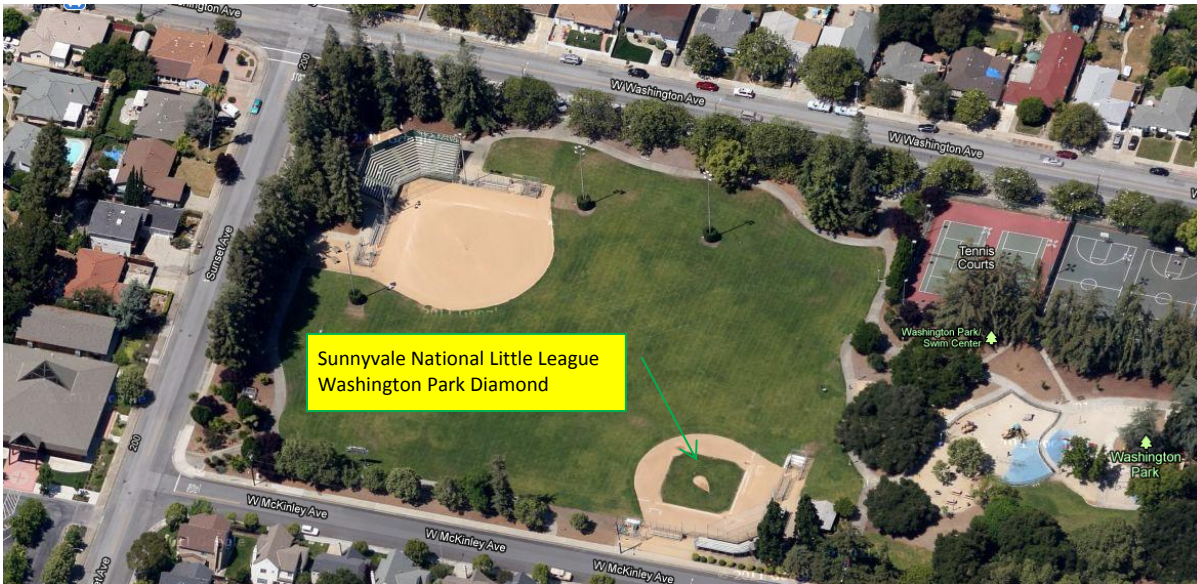 hington Ave
200
W Washington Ave
W Washington Ave
W
Sunset Ave
Tennis
Courts
Washington Park/
Swim Center
Sunnyvale National Little League
Washington Park Diamond
200
Washington
Park
W McKinley Ave
W McKinley Ave
W McKinley Ave